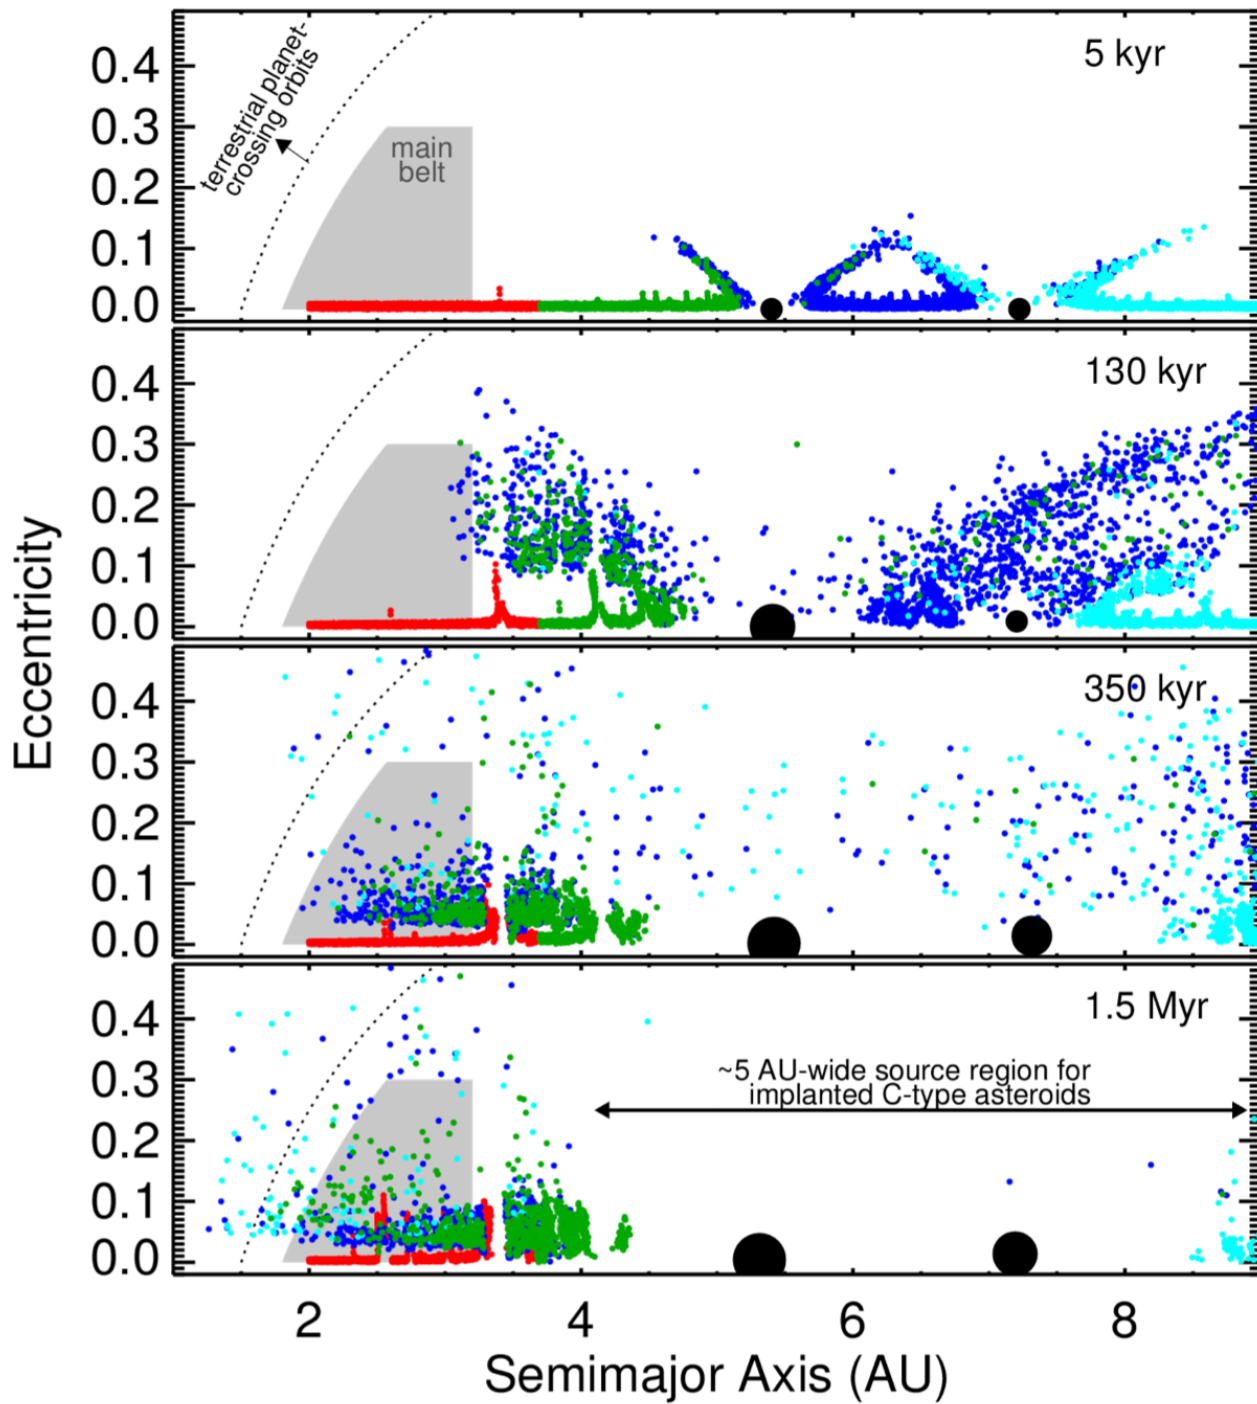 terrestrial planet-
crossing orbits
main
belt
5 kyr
0.4
0.3
0.2
0.1
0.0
130 kyr
0.4
0.3
0.2
0.1
0.0
350 kyr
0.4
0.3
0.2
0.1
0.0
1.5 Myr
~5 AU-wide source region for
implanted C-type asteroids
0.4
0.3
0.2
0.1
0.0
Eccentricity
2 4 6 8
Semimajor Axis (AU)